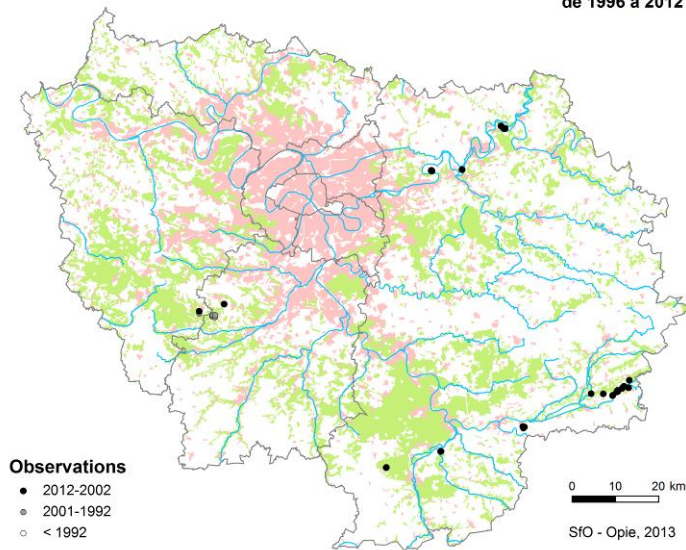 de 1996 à 2012
Observations
2012-2002
2001-1992
< 1992
0 10 20 km
SfO - Opie, 2013